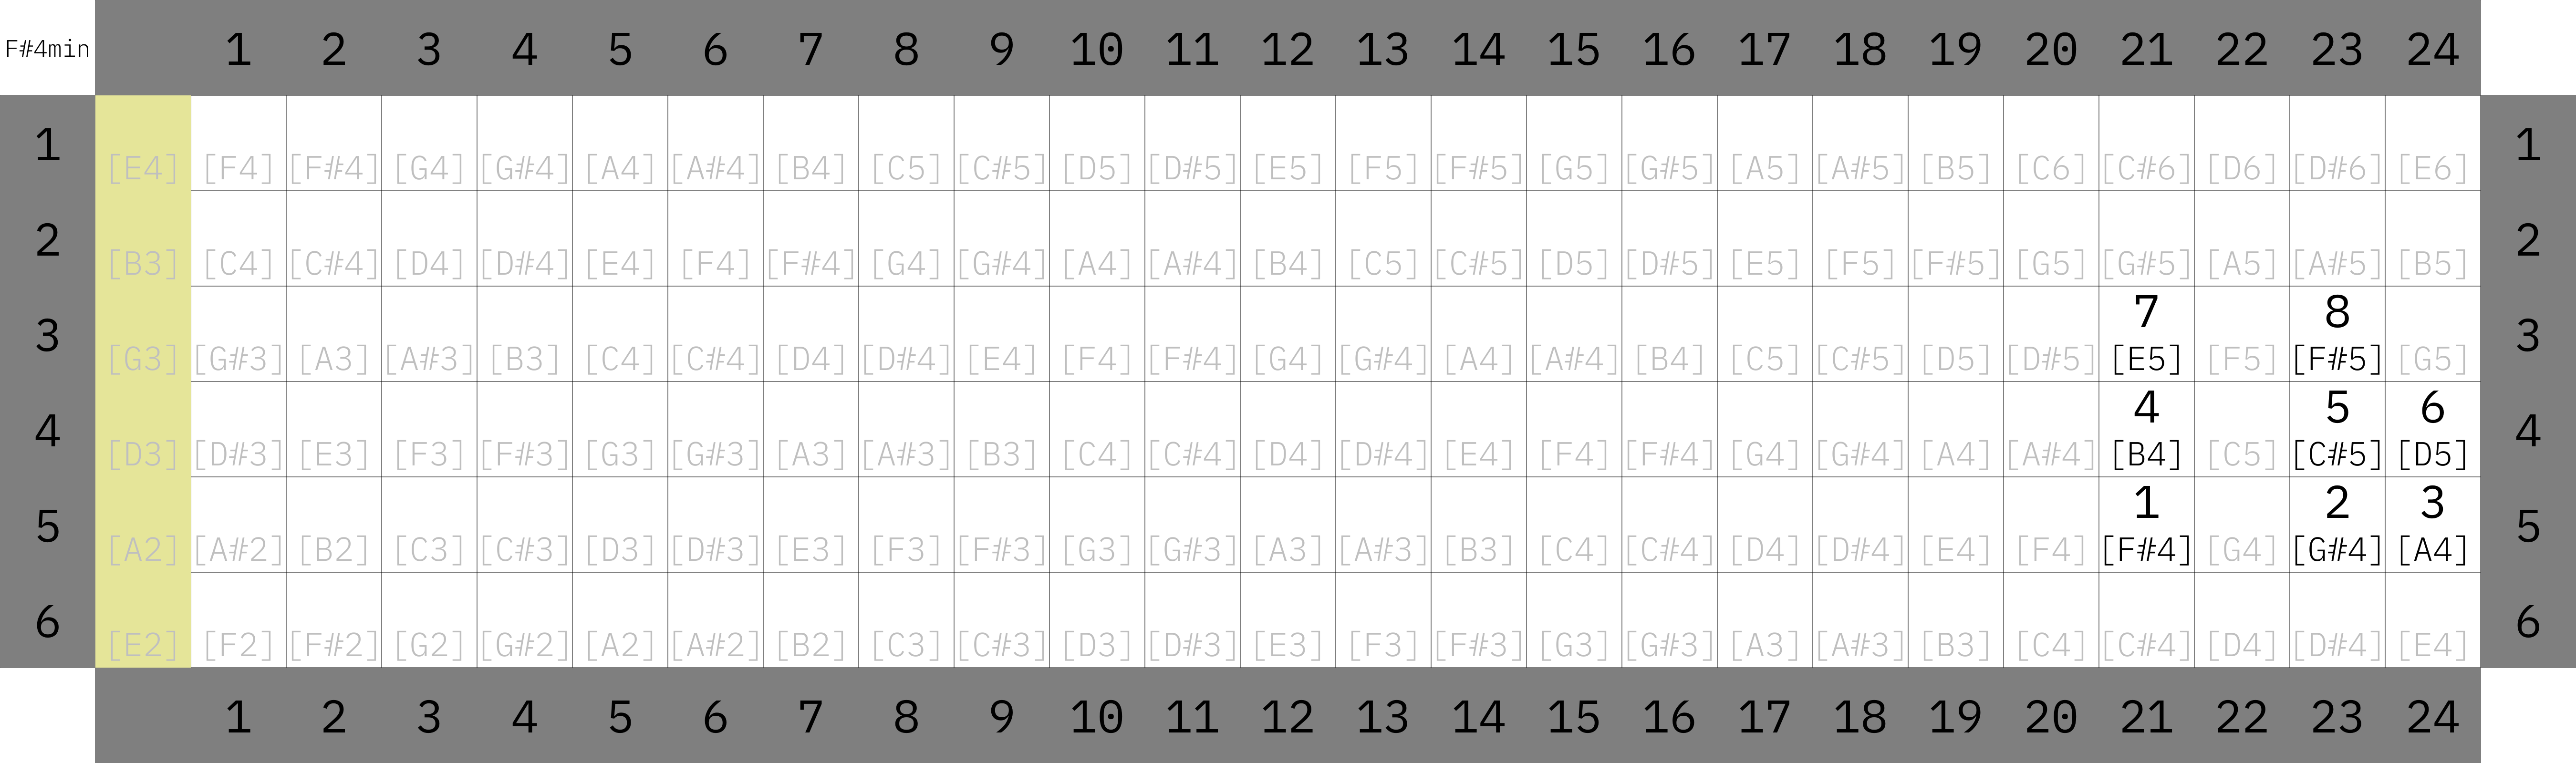 F#4min 1 2 3 4 5 6 7 8 9 10 11 12 13 14 15 16 17 18 19 20 21 22 23 24
1 [E4] [F4] [F#4] [G4] [G#4] [A4] [A#4] [B4] [C5] [C#5] [D5] [D#5] [E5] [F5] [F#5] [G5] [G#5] [A5] [A#5] [B5] [C6] [C#6] [D6] [D#6] [E6] 1
2 [B3] [C4] [C#4] [D4] [D#4] [E4] [F4] [F#4] [G4] [G#4] [A4] [A#4] [B4] [C5] [C#5] [D5] [D#5] [E5] [F5] [F#5] [G5] [G#5] [A5] [A#5] [B5] 2
7 8
3 [G3] [G#3] [A3] [A#3] [B3] [C4] [C#4] [D4] [D#4] [E4] [F4] [F#4] [G4] [G#4] [A4] [A#4] [B4] [C5] [C#5] [D5] [D#5] [E5] [F5] [F#5] [G5] 3
4 5 6
4 [D3] [D#3] [E3] [F3] [F#3] [G3] [G#3] [A3] [A#3] [B3] [C4] [C#4] [D4] [D#4] [E4] [F4] [F#4] [G4] [G#4] [A4] [A#4] [B4] [C5] [C#5] [D5] 4
1 2 3
5 [A2] [A#2] [B2] [C3] [C#3] [D3] [D#3] [E3] [F3] [F#3] [G3] [G#3] [A3] [A#3] [B3] [C4] [C#4] [D4] [D#4] [E4] [F4] [F#4] [G4] [G#4] [A4] 5
6 [E2] [F2] [F#2] [G2] [G#2] [A2] [A#2] [B2] [C3] [C#3] [D3] [D#3] [E3] [F3] [F#3] [G3] [G#3] [A3] [A#3] [B3] [C4] [C#4] [D4] [D#4] [E4] 6
1 2 3 4 5 6 7 8 9 10 11 12 13 14 15 16 17 18 19 20 21 22 23 24